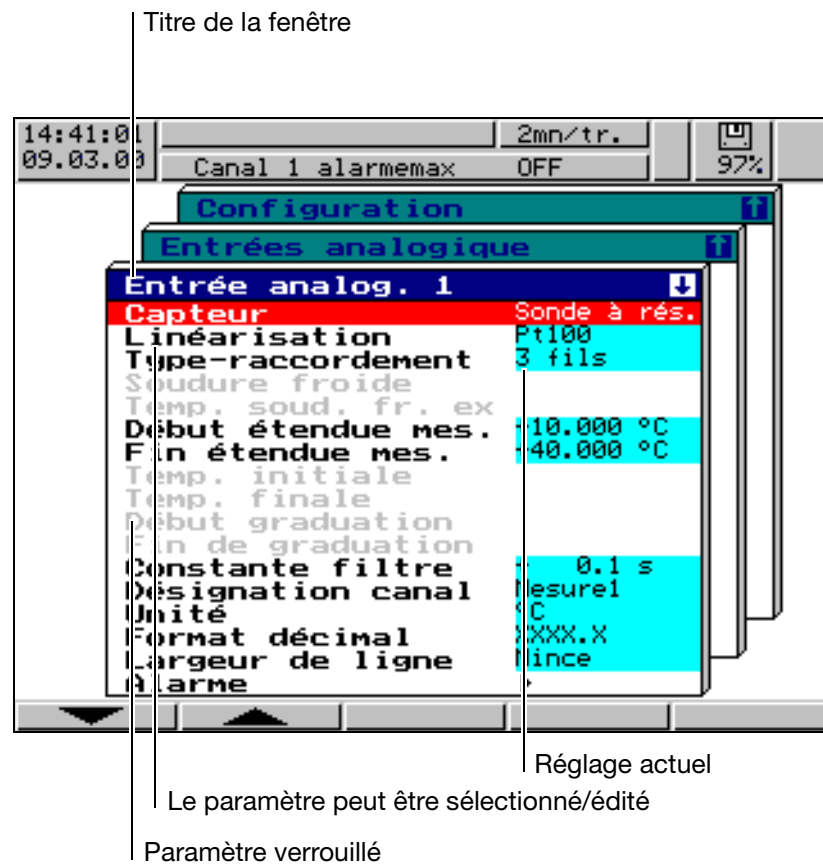 Titre de la fenêtre
14:41:01 2mn/tr.
09.03.00 Canal 1 alarmemax OFF 97%
Configuration
Entrées analogique
Entrée analog. 1
Capteur Sonde à rés.
Linéarisation Pt100
Type-raccordement 3 fils
Soudure froide
Temp. soud. fr. ex
Début étendue mes. -10.000 °C
Fin étendue mes. +40.000 °C
Temp. initiale
Temp. finale
Début graduation
Fin de graduation
Constante filtre + 0.1 s
Désignation canal Mesure1
Unité °C
Format décimal XXXX.X
Largeur de ligne Mince
Alarme
Réglage actuel
Le paramètre peut être sélectionné/édité
Paramètre verrouillé